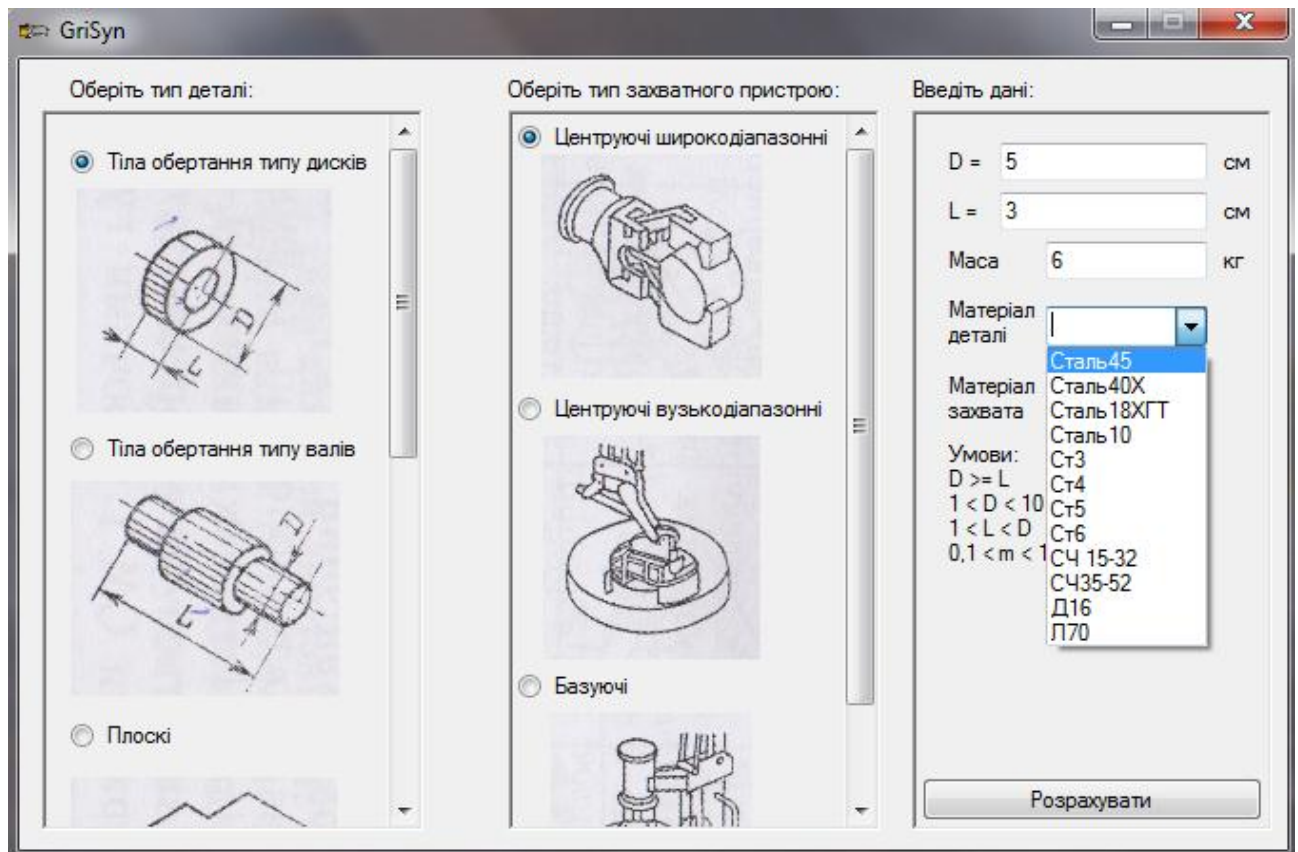 GriSyn
Оберіть тип деталі:
Тіла обертання типу дисків
D
L
Тіла обертання типу валів
D
L
Плоскі
Оберіть тип захватного пристрою:
Центруючі широкодіапазонні
Центруючі вузькодіапазонні
Базуючі
Введіть дані:
D = 5 см
L = 3 см
Маса 6 кг
Матеріал
деталі
Сталь45
Сталь40Х
Сталь18ХГТ
Сталь10
Ст3
Ст4
Ст5
Ст6
СЧ 15-32
СЧ35-52
Д16
Л70
Матеріал
захвата
Умови:
D >= L
1 < D < 10
1 < L < D
0,1 < m < 1
Розрахувати